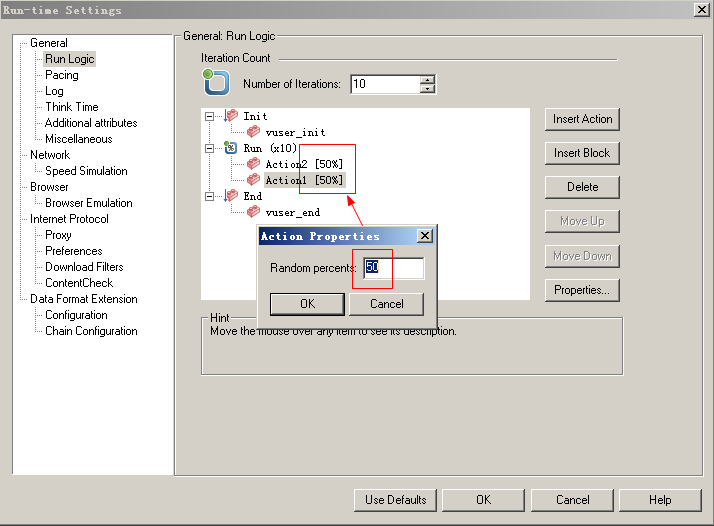 Run-time Settings
General
Run Logic
Pacing
Log
Think Time
Additional attributes
Miscellaneous
Network
Speed Simulation
Browser
Browser Emulation
Internet Protocol
Proxy
Preferences
Download Filters
ContentCheck
Data Format Extension
Configuration
Chain Configuration
General: Run Logic
Iteration Count
Number of Iterations: 10
Init
vuser_init
Run (x10)
Action2 [50%]
Action1 [50%]
End
vuser_end
Insert Action
Insert Block
Delete
Move Up
Move Down
Properties...
Action Properties
Random percents: 50
OK Cancel
Hint
Move the mouse over any item to see its description.
Use Defaults OK Cancel Help